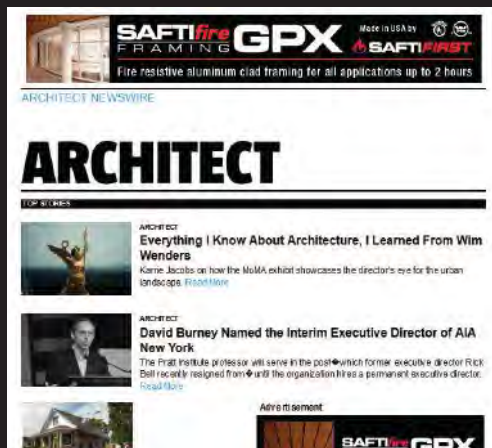 SAFTIfire GPX
FRAMING
Made in USA by
SAFTIFIRST
Fire resistive aluminum clad framing for all applications up to 2 hours
ARCHITECT NEWSWIRE
ARCHITECT
TOP STORIES
ARCHITECT
Everything I Know About Architecture, I Learned From Wim
Wenders
Karrie Jacobs on how the MoMA exhibit showcases the director's eye for the urban
landscape. Read More
ARCHITECT
David Burney Named the Interim Executive Director of AIA
New York
The Pratt Institute professor will serve in the post�which former executive director Rick
Bell recently resigned from�until the organization hires a permanent executive director.
Read More
Advertisement
SAFTIfire GPX